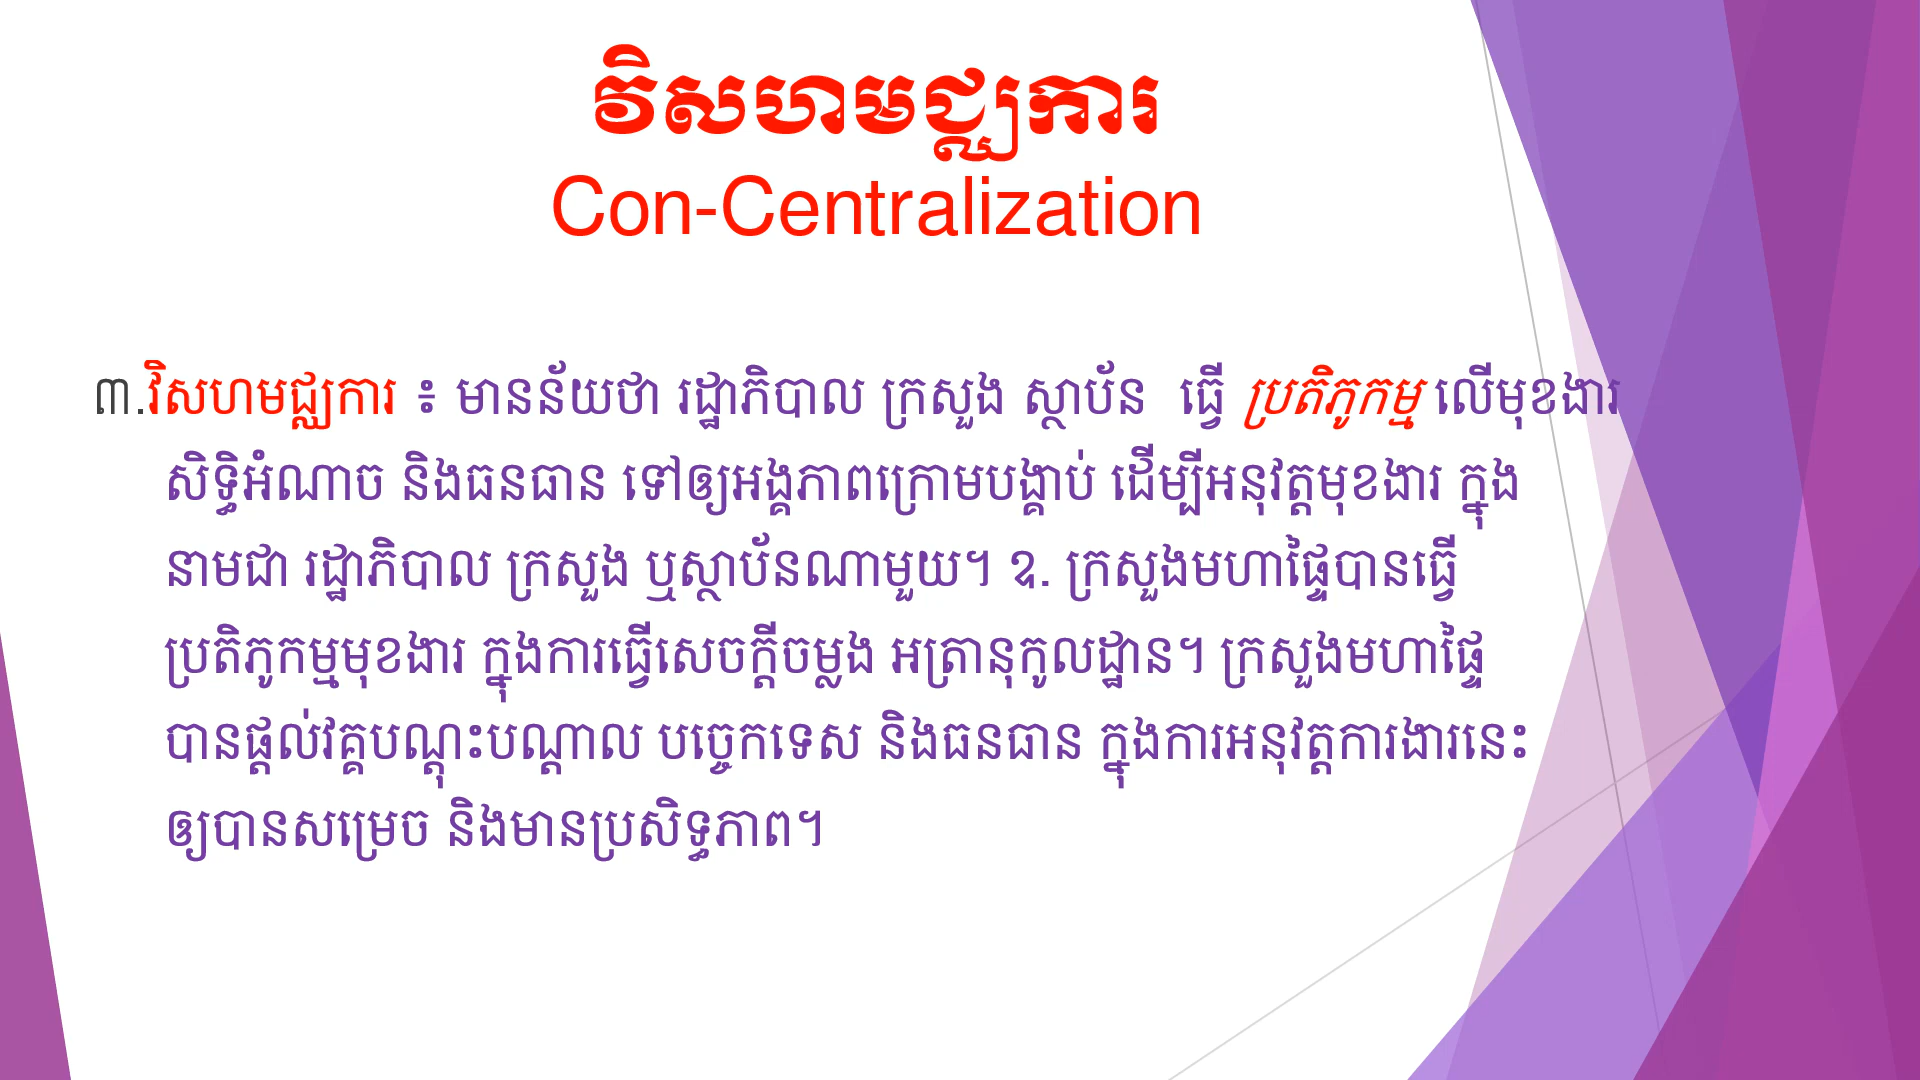 វិសហមជ្ឈការ
Con-Centralization
៣.វិសហមជ្ឈការ ៖ មានន័យថា រដ្ឋាភិបាល ក្រសួង ស្ថាប័ន ធ្វើ ប្រតិភូកម្ម លើមុខងារ
សិទ្ធិអំណាច និងធនធាន ទៅឲ្យអង្គភាពក្រោមបង្គាប់ ដើម្បីអនុវត្តមុខងារ ក្នុង
នាមជា រដ្ឋាភិបាល ក្រសួង ឬស្ថាប័នណាមួយ។ ឧ. ក្រសួងមហាផ្ទៃបានធ្វើ
ប្រតិភូកម្មមុខងារ ក្នុងការធ្វើសេចក្តីចម្លង អត្រានុកូលដ្ឋាន។ ក្រសួងមហាផ្ទៃ
បានផ្តល់វគ្គបណ្តុះបណ្តាល បច្ចេកទេស និងធនធាន ក្នុងការអនុវត្តការងារនេះ
ឲ្យបានសម្រេច និងមានប្រសិទ្ធភាព។